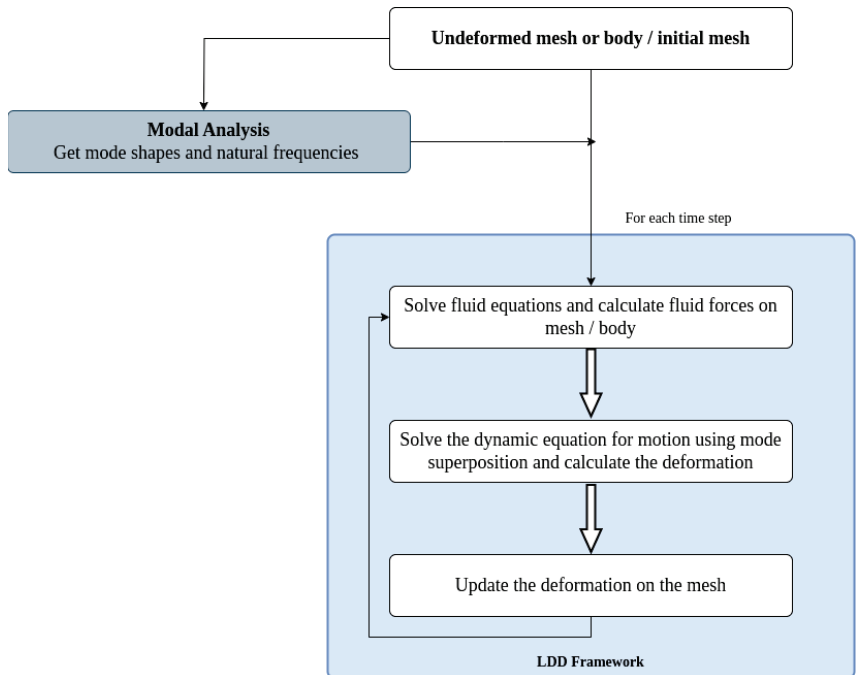 Undeformed mesh or body / initial mesh
Modal Analysis
Get mode shapes and natural frequencies
For each time step
Solve fluid equations and calculate fluid forces on
mesh / body
Solve the dynamic equation for motion using mode
superposition and calculate the deformation
Update the deformation on the mesh
LDD Framework